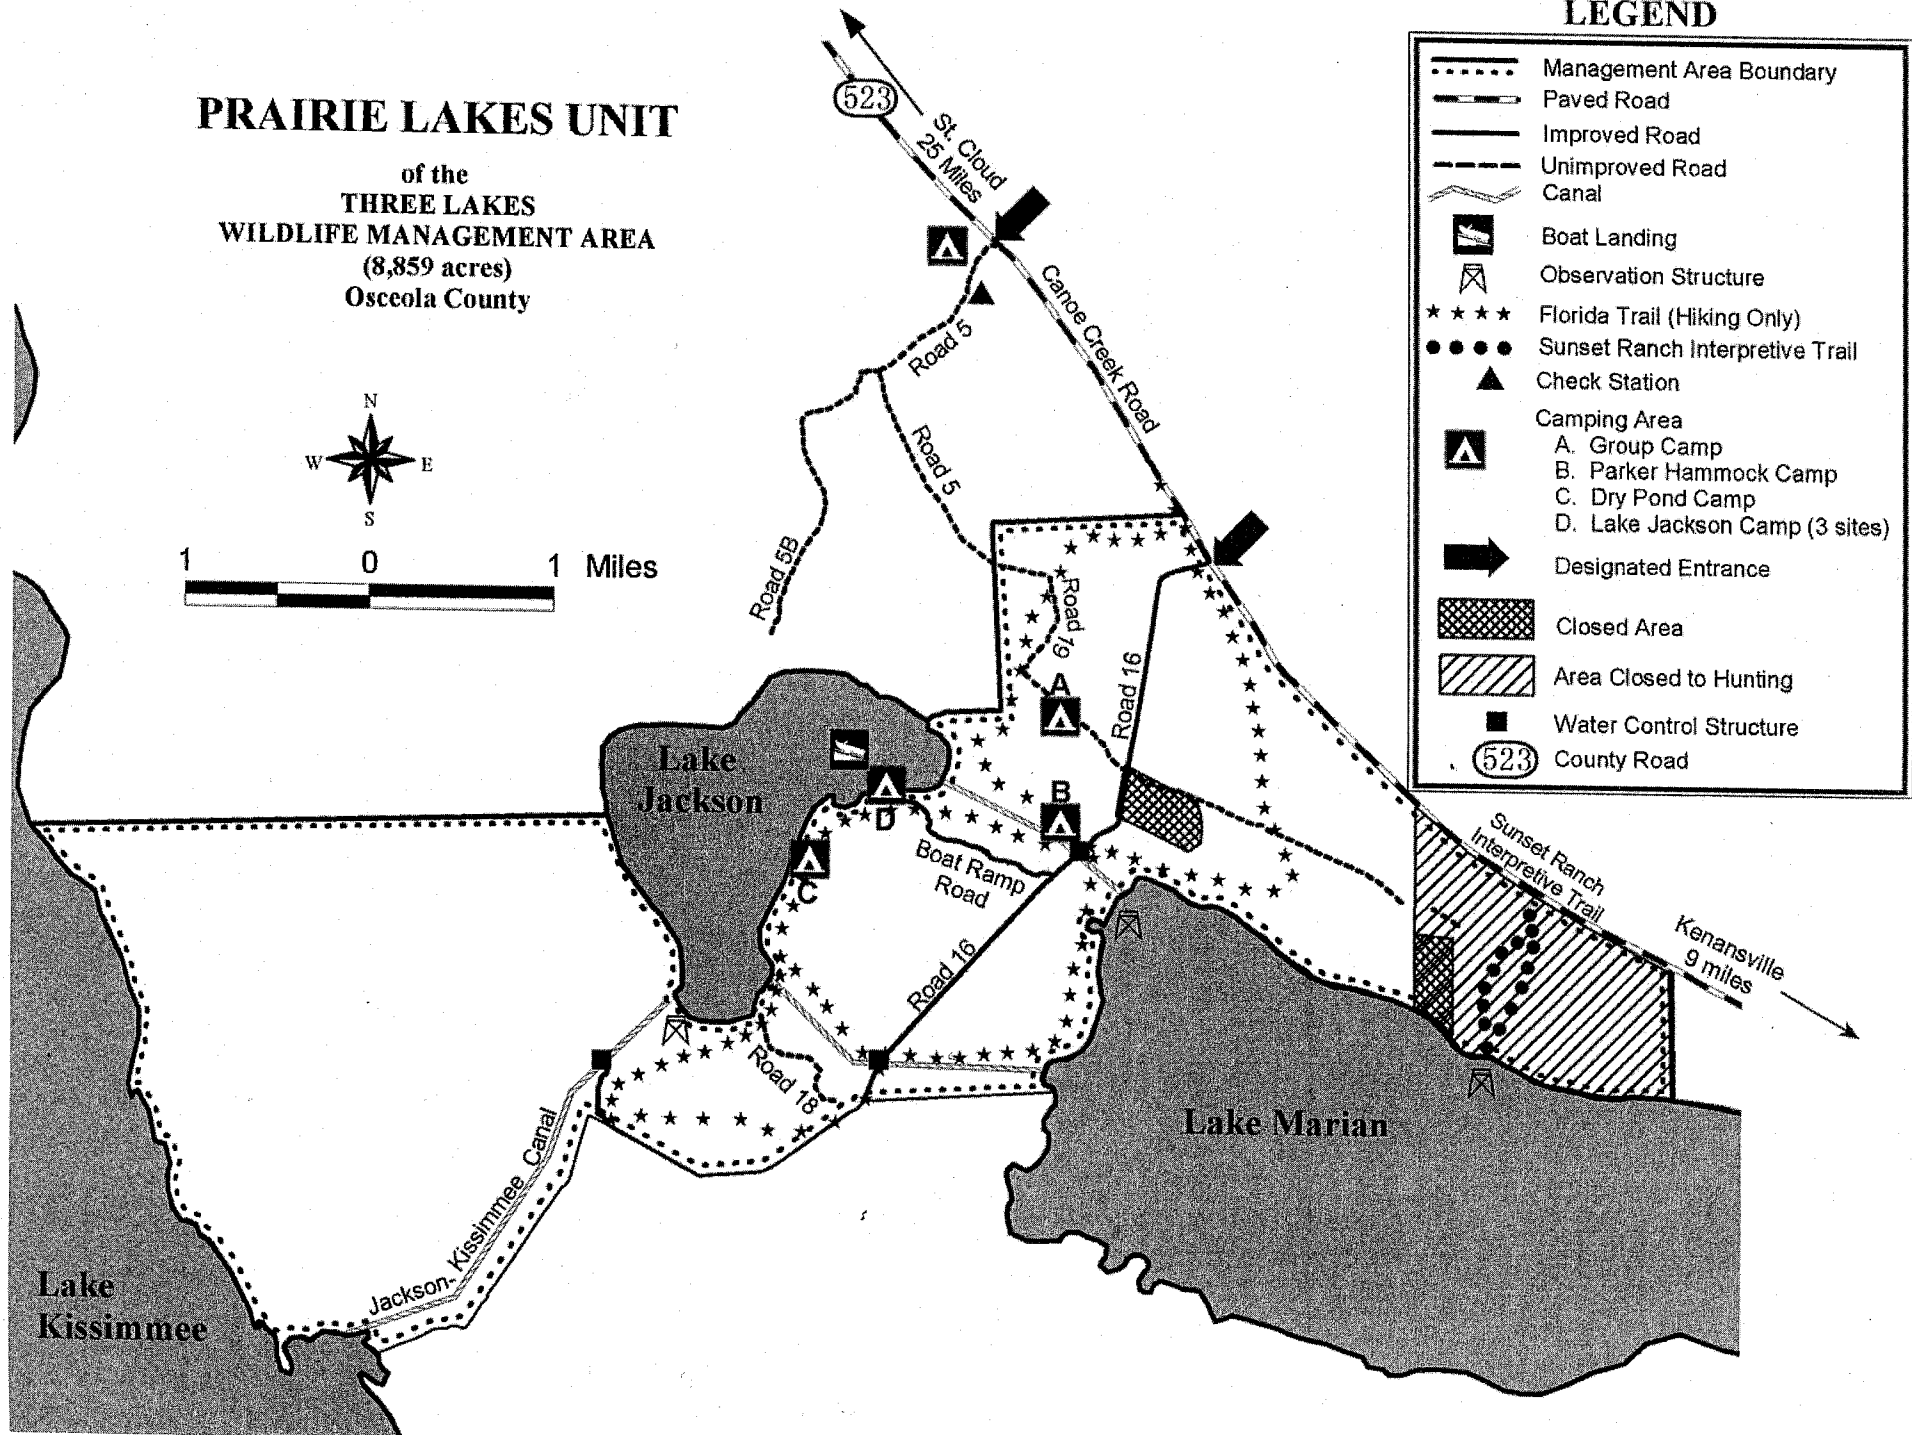 PRAIRIE LAKES UNIT
of the
THREE LAKES
WILDLIFE MANAGEMENT AREA
(8,859 acres)
Osceola County
N
W
E
S
1
0
1
Miles
LEGEND
Management Area Boundary
Paved Road
Improved Road
Unimproved Road
Canal
Boat Landing
Observation Structure
Florida Trail (Hiking Only)
Sunset Ranch Interpretive Trail
Check Station
Camping Area
A. Group Camp
B. Parker Hammock Camp
C. Dry Pond Camp
D. Lake Jackson Camp (3 sites)
Designated Entrance
Closed Area
Area Closed to Hunting
Water Control Structure
523
County Road
523
St. Cloud
25 Miles
Canoe Creek Road
Road 5
Road 5
Road 5B
Road 19
Road 16
A
B
Lake
Jackson
D
C
Boat Ramp
Road
Road 16
Road 18
Sunset Ranch
Interpretive Trail
Kenansville
9 miles
Lake Marian
Jackson-Kissimmee Canal
Lake
Kissimmee